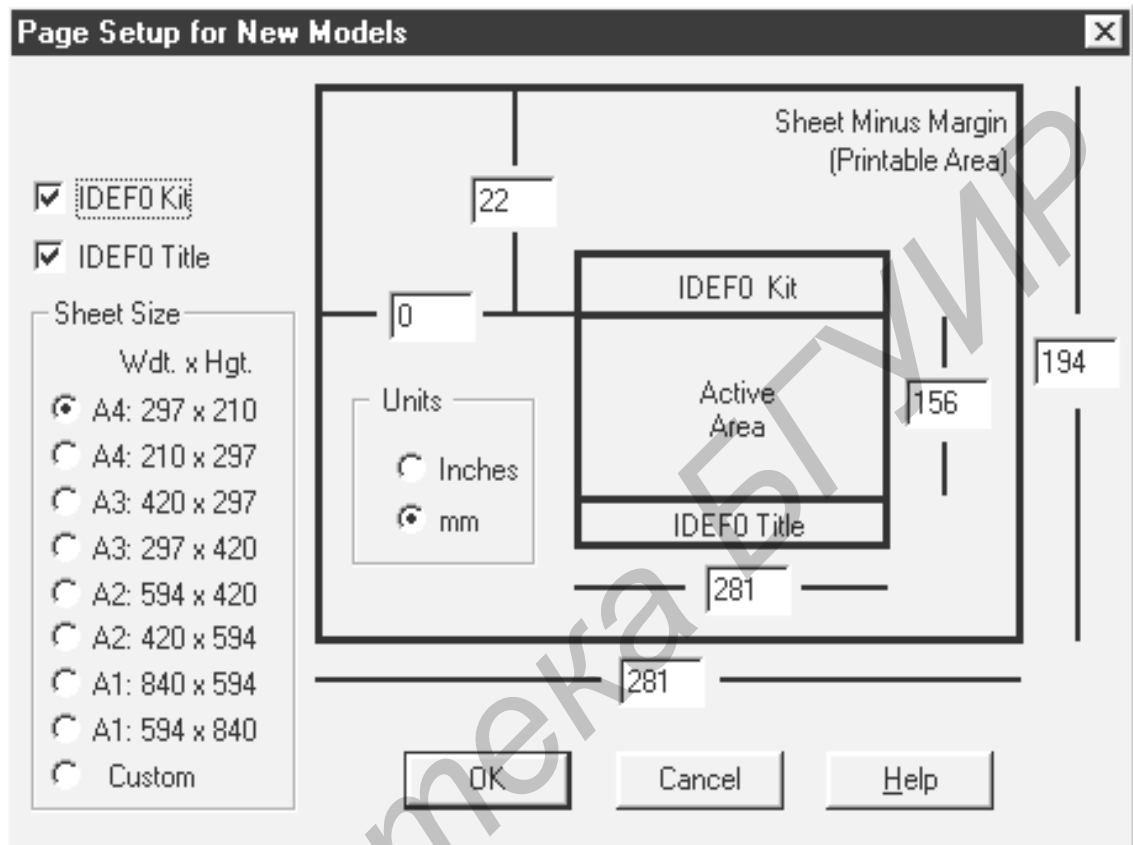 Page Setup for New Models
IDEF0 Kit
IDEF0 Title
Sheet Size
Wdt. x Hgt.
A4: 297 x 210
A4: 210 x 297
A3: 420 x 297
A3: 297 x 420
A2: 594 x 420
A2: 420 x 594
A1: 840 x 594
A1: 594 x 840
Custom
Sheet Minus Margin
(Printable Area)
22
0
IDEF0 Kit
194
156
Units
Inches
mm
Active
Area
IDEF0 Title
281
281
OK
Cancel
Help
тека БГУИР